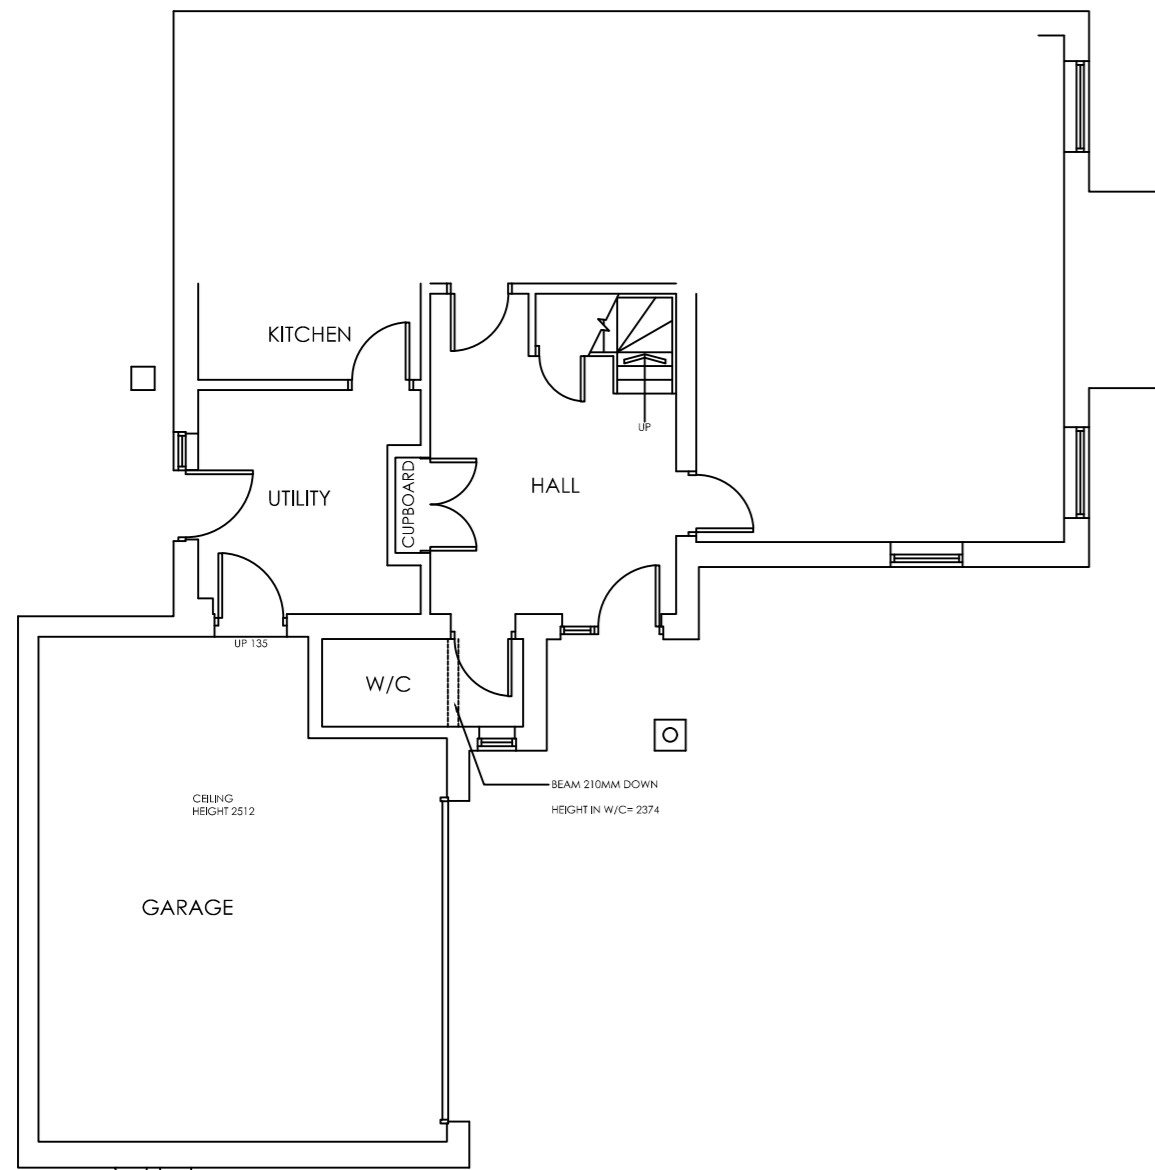 KITCHEN
UP
CUPBOARD
HALL
UTILITY
UP 135
W/C
BEAM 210MM DOWN
HEIGHT IN W/C= 2374
CEILING
HEIGHT 2512
GARAGE